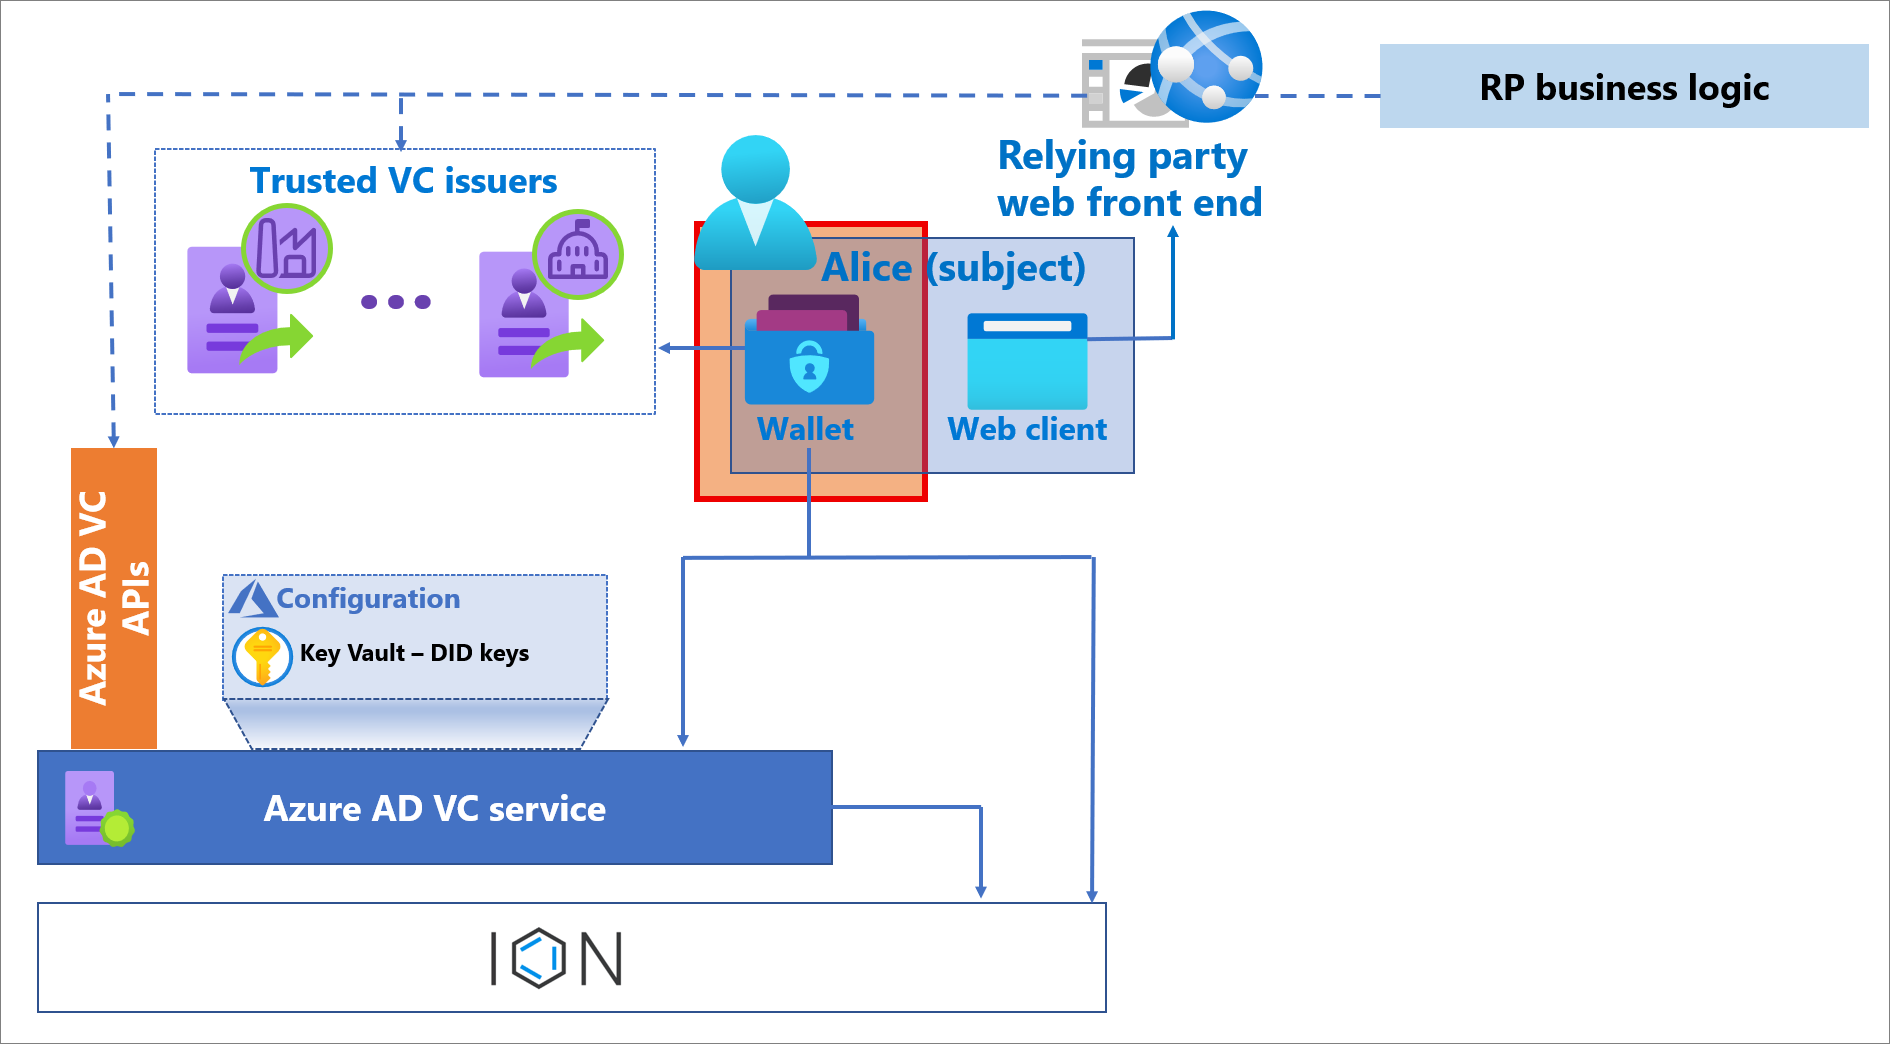 RP business logic
Relying party
web front end
Trusted VC issuers
Alice (subject)
Wallet
Web client
Azure AD VC
APIs
Configuration
Key Vault – DID keys
Azure AD VC service
ION